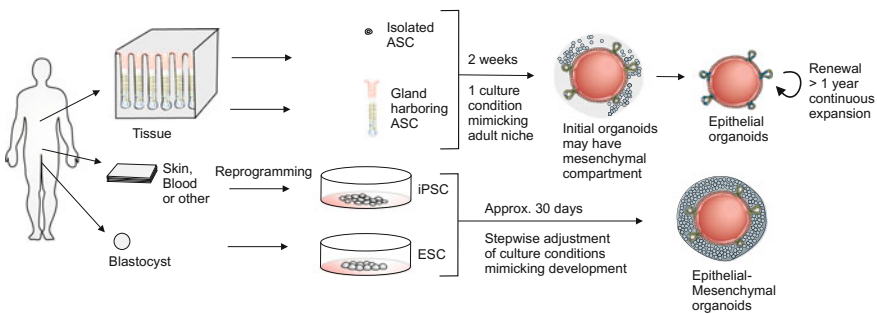 Isolated
ASC
Gland
harboring
ASC
Tissue
2 weeks
1 culture
condition
mimicking
adult niche
Initial organoids
may have
mesenchymal
compartment
Epithelial
organoids
Renewal
> 1 year
continuous
expansion
Skin,
Blood
or other
Reprogramming
iPSC
Blastocyst
ESC
Approx. 30 days
Stepwise adjustment
of culture conditions
mimicking development
Epithelial-
Mesenchymal
organoids